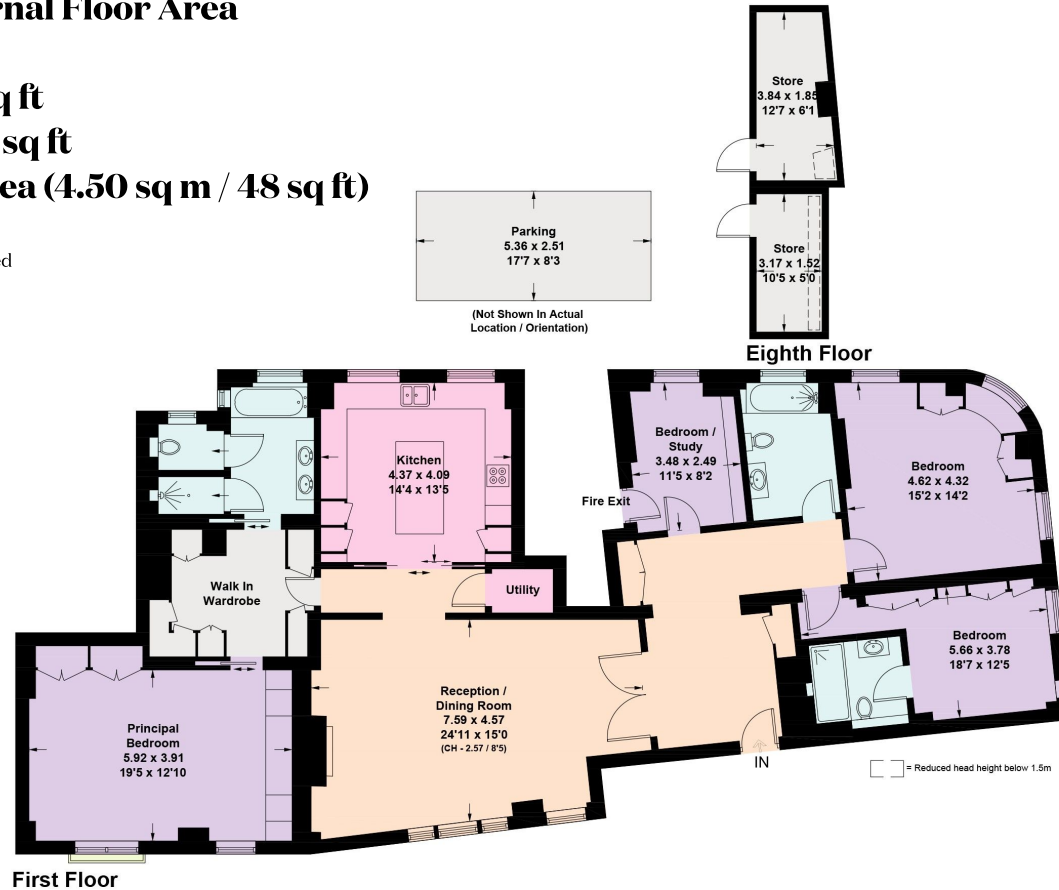 rnal Floor Area
q ft
sq ft
ea (4.50 sq m / 48 sq ft)
ed
Store
3.84 x 1.85
12'7 x 6'1
Parking
5.36 x 2.51
17'7 x 8'3
(Not Shown In Actual
Location / Orientation)
Store
3.17 x 1.52
10'5 x 5'0
Eighth Floor
Kitchen
4.37 x 4.09
14'4 x 13'5
Bedroom /
Study
3.48 x 2.49
11'5 x 8'2
Fire Exit
Bedroom
4.62 x 4.32
15'2 x 14'2
Walk In
Wardrobe
Utility
Bedroom
5.66 x 3.78
18'7 x 12'5
Reception /
Dining Room
7.59 x 4.57
24'11 x 15'0
(CH - 2.57 / 8'5)
Principal
Bedroom
5.92 x 3.91
19'5 x 12'10
IN
= Reduced head height below 1.5m
First Floor